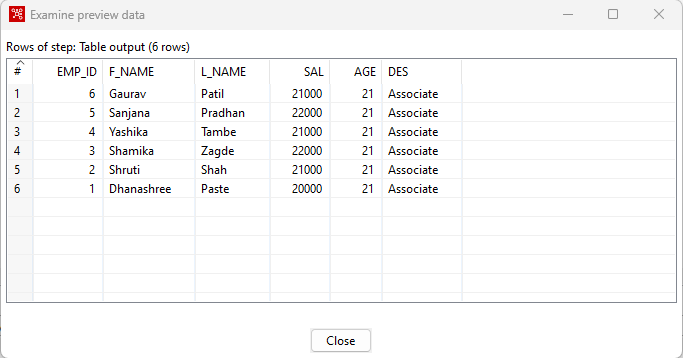 Examine preview data
Rows of step: Table output (6 rows)
# EMP_ID F_NAME L_NAME SAL AGE DES
1 6 Gaurav Patil 21000 21 Associate
2 5 Sanjana Pradhan 22000 21 Associate
3 4 Yashika Tambe 21000 21 Associate
4 3 Shamika Zagde 22000 21 Associate
5 2 Shruti Shah 21000 21 Associate
6 1 Dhanashree Paste 20000 21 Associate
Close